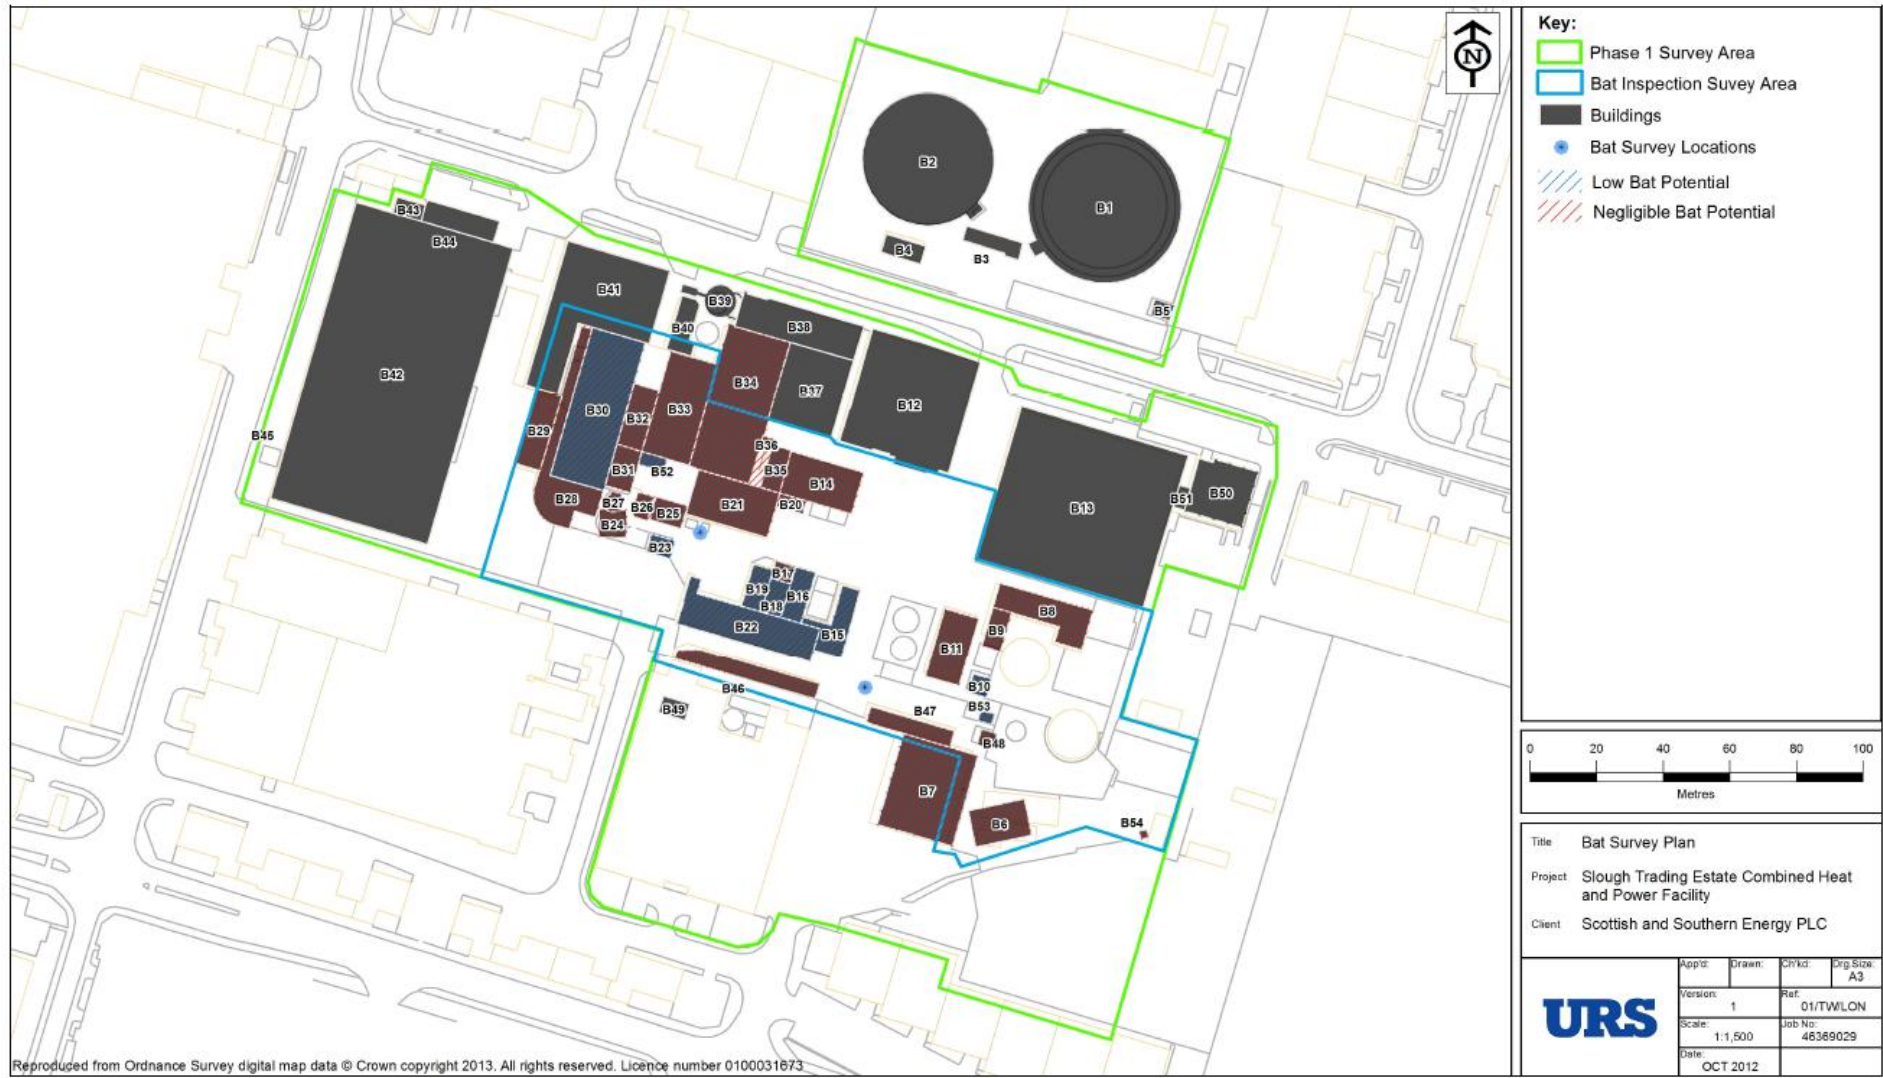 N
B2
B1
B4
B3
B5
B43
B44
B41
B39
B40
B38
B42
B34
B37
B12
B30
B33
B32
B29
B45
B36
B31
B52
B35
B14
B28
B27
B26
B25
B21
B20
B24
B23
B13
B51
B50
B17
B19
B16
B18
B22
B15
B8
B9
B11
B10
B46
B49
B47
B53
B48
B7
B6
B54
Key:
Phase 1 Survey Area
Bat Inspection Suvey Area
Buildings
Bat Survey Locations
Low Bat Potential
Negligible Bat Potential
0 20 40 60 80 100
Metres
Title Bat Survey Plan
Project Slough Trading Estate Combined Heat
and Power Facility
Client Scottish and Southern Energy PLC
URS
App'd: Drawn: Ch'kd: Drg.Size:
A3
Version: Ref:
1 01/TW/LON
Scale: Job No:
1:1,500 46369029
Date:
OCT 2012
Reproduced from Ordnance Survey digital map data © Crown copyright 2013. All rights reserved. Licence number 0100031673